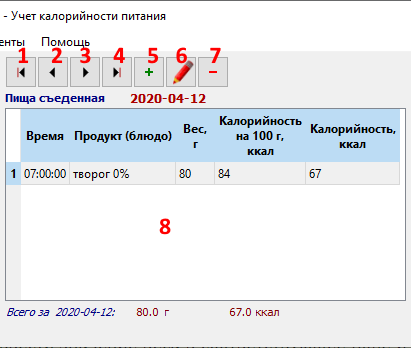 - Учет калорийности питания
енты Помощь
1 2 3 4 5 6 7
+ −
Пища съеденная 2020-04-12
Время Продукт (блюдо) Вес, г Калорийность на 100 г, ккал Калорийность, ккал
1 07:00:00 творог 0% 80 84 67
8
Всего за 2020-04-12: 80.0 г 67.0 ккал